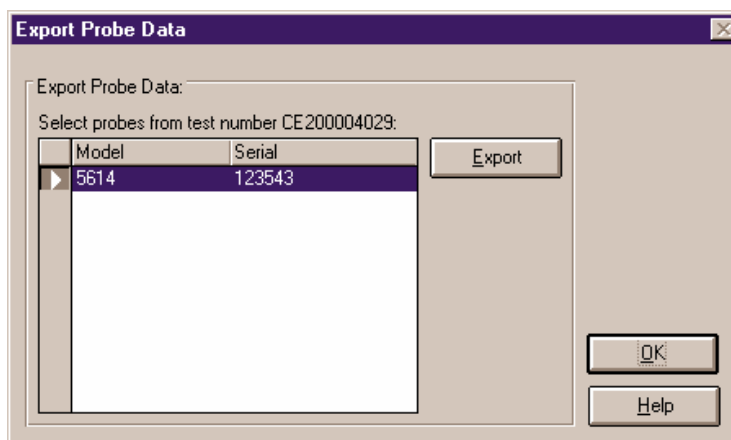 Export Probe Data
Export Probe Data:
Select probes from test number CE200004029:
Model Serial
Export
5614 123543
OK
Help